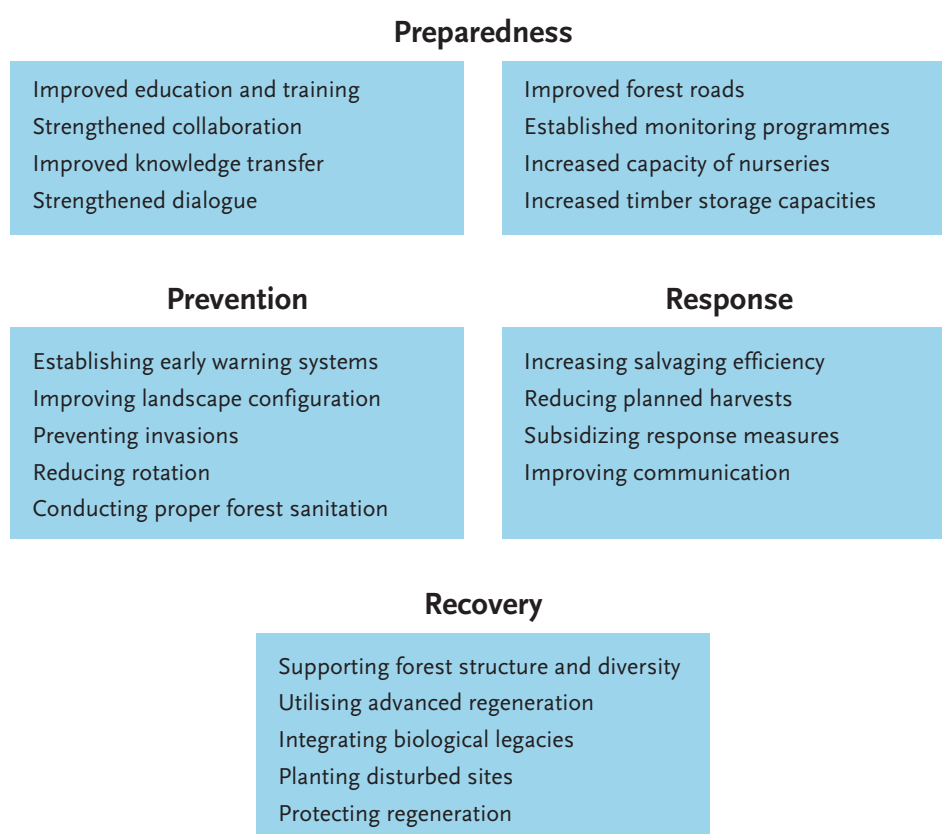 Preparedness
Improved education and training
Strengthened collaboration
Improved knowledge transfer
Strengthened dialogue
Improved forest roads
Established monitoring programmes
Increased capacity of nurseries
Increased timber storage capacities
Prevention
Establishing early warning systems
Improving landscape configuration
Preventing invasions
Reducing rotation
Conducting proper forest sanitation
Response
Increasing salvaging efficiency
Reducing planned harvests
Subsidizing response measures
Improving communication
Recovery
Supporting forest structure and diversity
Utilising advanced regeneration
Integrating biological legacies
Planting disturbed sites
Protecting regeneration